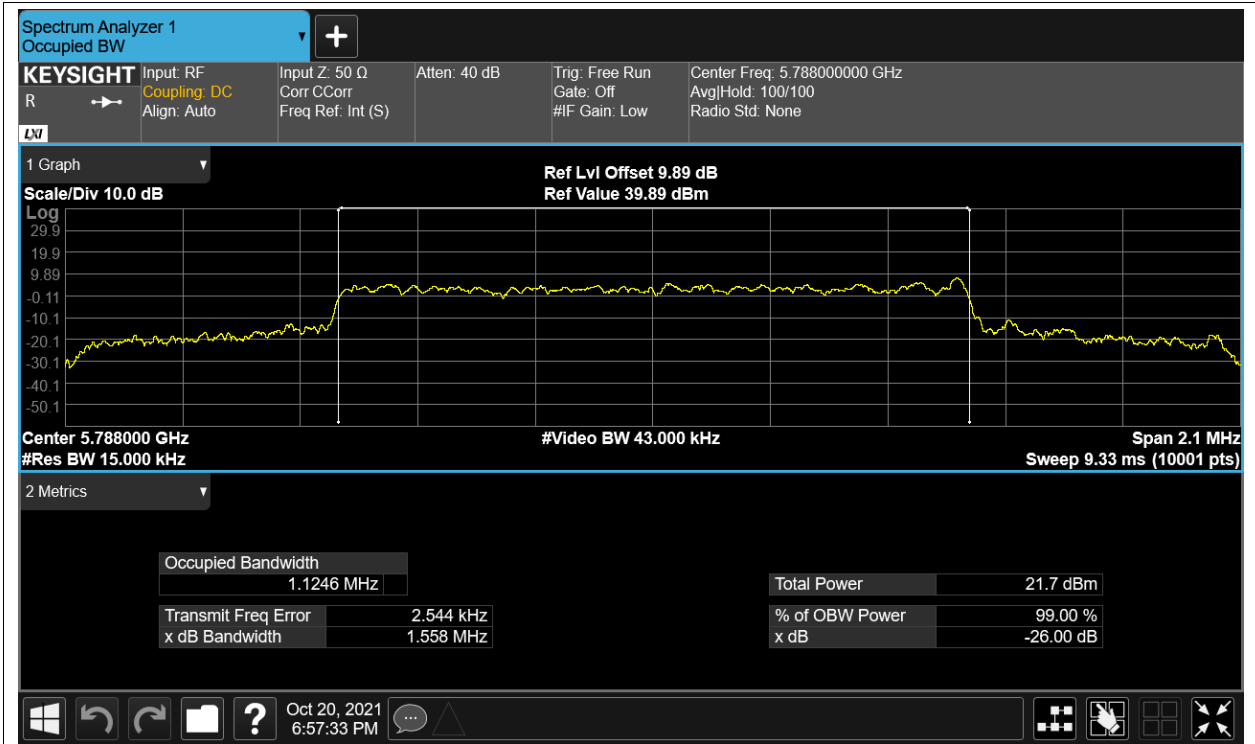 Spectrum Analyzer 1
Occupied BW
KEYSIGHT
R
LXI
Input: RF
Coupling: DC
Align: Auto
Input Z: 50 Ω
Corr CCorr
Freq Ref: Int (S)
Atten: 40 dB
Trig: Free Run
Gate: Off
#IF Gain: Low
Center Freq: 5.788000000 GHz
Avg|Hold: 100/100
Radio Std: None
1 Graph
Scale/Div 10.0 dB
Ref Lvl Offset 9.89 dB
Ref Value 39.89 dBm
Log
29.9
19.9
9.89
-0.11
-10.1
-20.1
-30.1
-40.1
-50.1
Center 5.788000 GHz
#Video BW 43.000 kHz
Span 2.1 MHz
#Res BW 15.000 kHz
Sweep 9.33 ms (10001 pts)
2 Metrics
Occupied Bandwidth
1.1246 MHz
Total Power 21.7 dBm
Transmit Freq Error 2.544 kHz
% of OBW Power 99.00 %
x dB Bandwidth 1.558 MHz
x dB -26.00 dB
?
Oct 20, 2021
6:57:33 PM